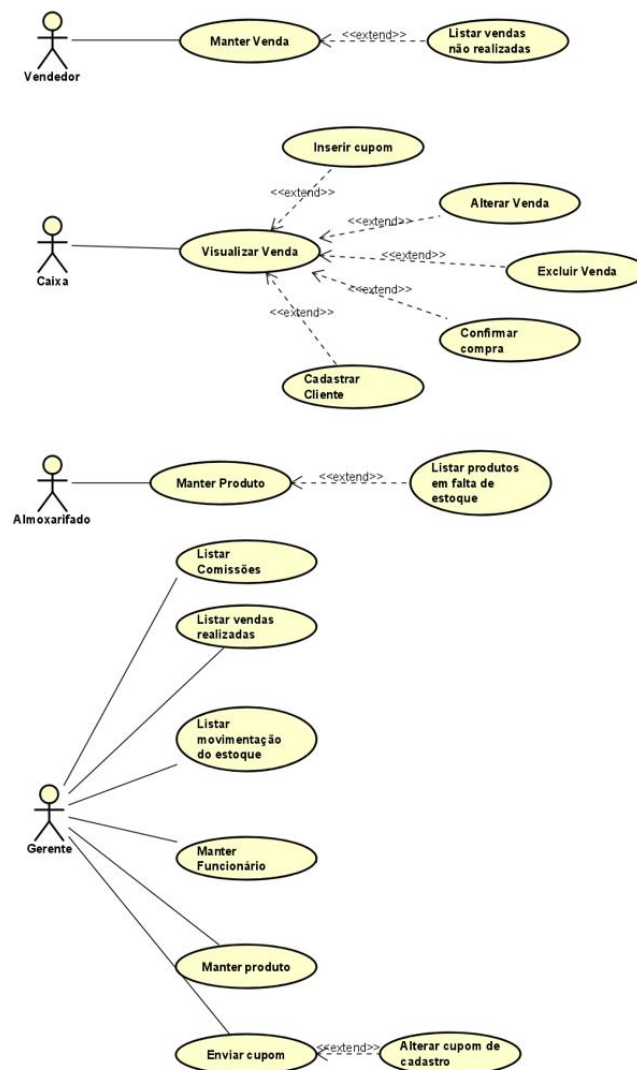 Vendedor
Manter Venda
<<extend>>
Listar vendas
não realizadas
Inserir cupom
<<extend>>
Alterar Venda
<<extend>>
Caixa
Visualizar Venda
<<extend>>
Excluir Venda
<<extend>>
Confirmar
compra
<<extend>>
Cadastrar
Cliente
Almoxarifado
Manter Produto
<<extend>>
Listar produtos
em falta de
estoque
Listar
Comissões
Listar vendas
realizadas
Listar
movimentação
do estoque
Gerente
Manter
Funcionário
Manter produto
Enviar cupom
<<extend>>
Alterar cupom de
cadastro